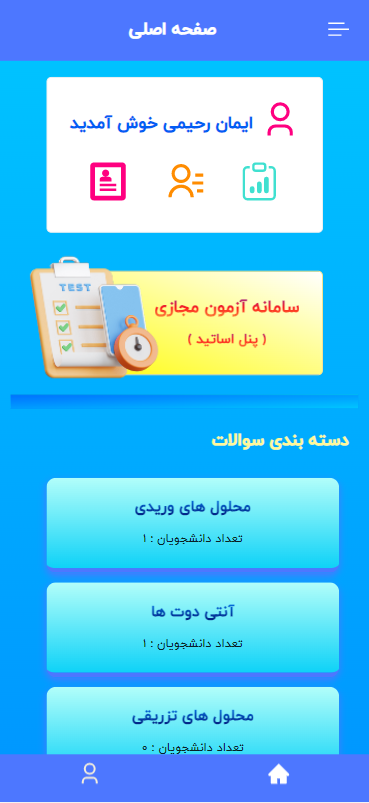 صفحه اصلی
ایمان رحیمی خوش آمدید
TEST
سامانه آزمون مجازی
( پنل اساتید )
دسته بندی سوالات
محلول های وریدی
تعداد دانشجویان : ۱
آنتی دوت ها
تعداد دانشجویان : ۱
محلول های تزریقی
تعداد دانشجویان : ۰